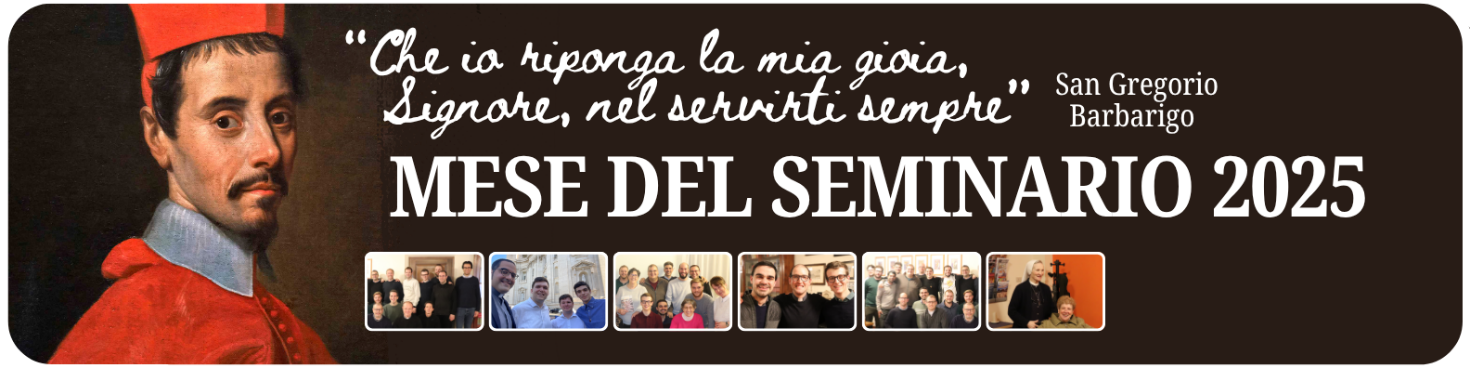 “Che io riponga la mia gioia,
Signore, nel servirti sempre”
San Gregorio
Barbarigo
MESE DEL SEMINARIO 2025